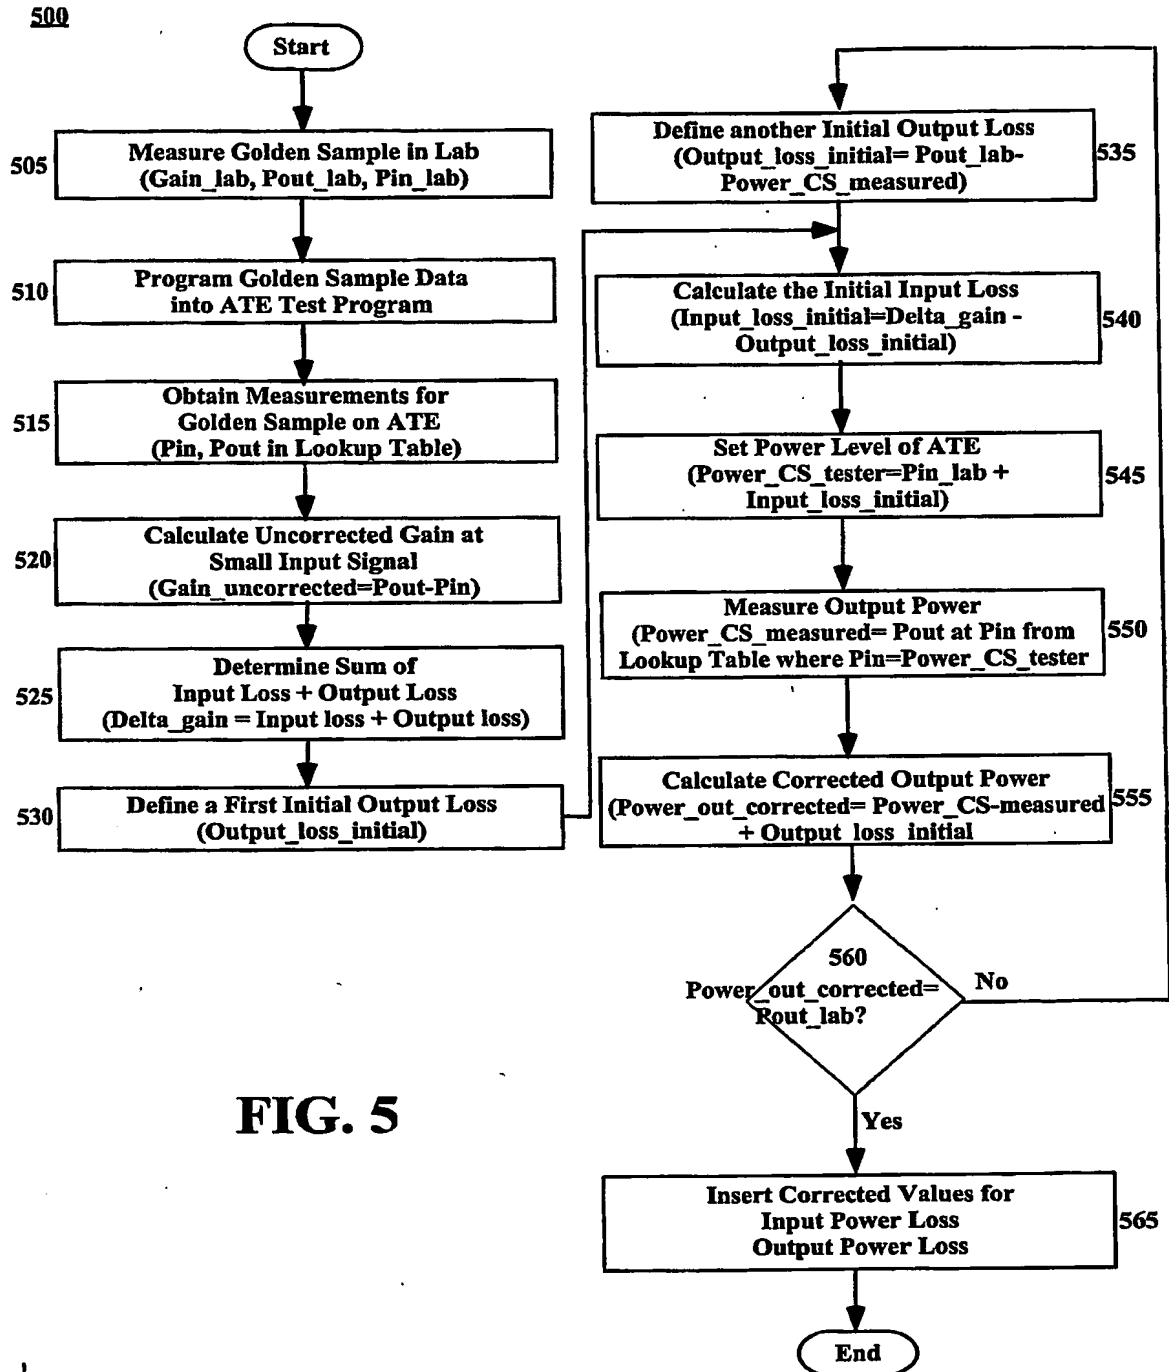 500
Start
505
Measure Golden Sample in Lab
(Gain_lab, Pout_lab, Pin_lab)
510
Program Golden Sample Data
into ATE Test Program
515
Obtain Measurements for
Golden Sample on ATE
(Pin, Pout in Lookup Table)
520
Calculate Uncorrected Gain at
Small Input Signal
(Gain_uncorrected=Pout-Pin)
525
Determine Sum of
Input Loss + Output Loss
(Delta_gain = Input loss + Output loss)
530
Define a First Initial Output Loss
(Output_loss_initial)
Define another Initial Output Loss
(Output_loss_initial= Pout_lab-
Power_CS_measured)
535
Calculate the Initial Input Loss
(Input_loss_initial=Delta_gain -
Output_loss_initial)
540
Set Power Level of ATE
(Power_CS_tester=Pin_lab +
Input_loss_initial)
545
Measure Output Power
(Power_CS_measured= Pout at Pin from
Lookup Table where Pin=Power_CS_tester
550
Calculate Corrected Output Power
(Power_out_corrected= Power_CS-measured
+ Output_loss_initial
555
560
Power_out_corrected=
Pout_lab?
No
Yes
Insert Corrected Values for
Input Power Loss
Output Power Loss
565
End
FIG. 5